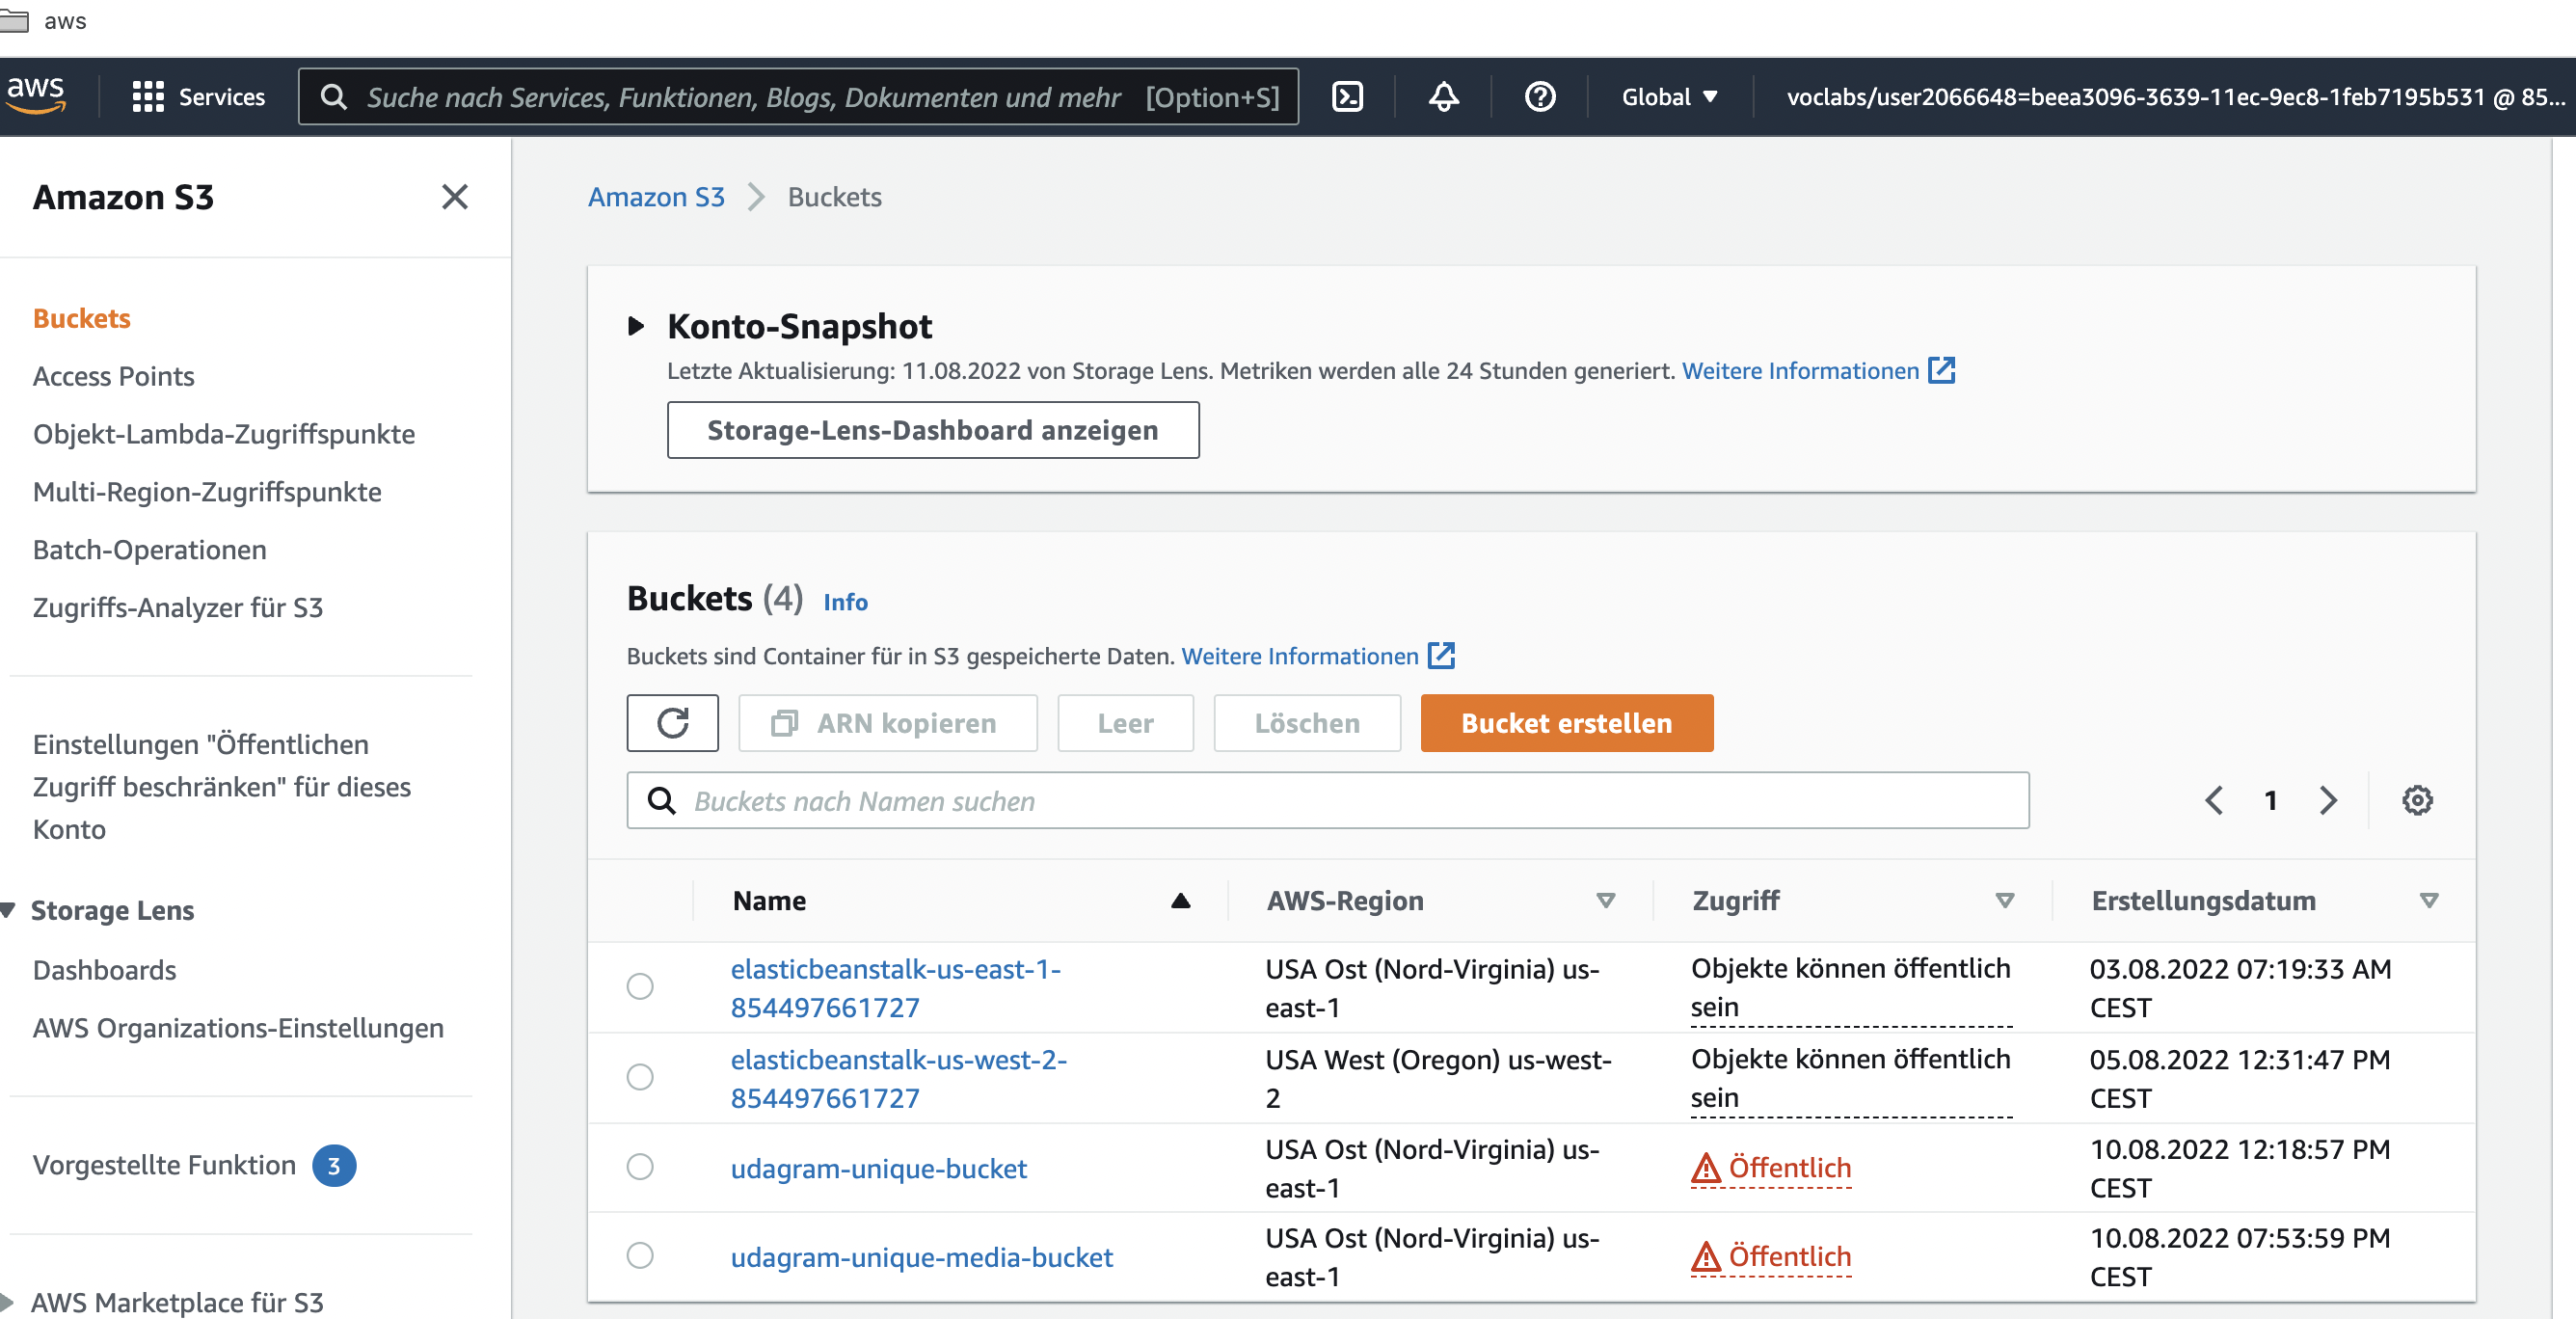 aws
aws
Services
Suche nach Services, Funktionen, Blogs, Dokumenten und mehr [Option+S]
Global
voclabs/user2066648=beea3096-3639-11ec-9ec8-1feb7195b531 @ 85...
Amazon S3
Buckets
Access Points
Objekt-Lambda-Zugriffspunkte
Multi-Region-Zugriffspunkte
Batch-Operationen
Zugriffs-Analyzer für S3
Einstellungen "Öffentlichen
Zugriff beschränken" für dieses
Konto
Storage Lens
Dashboards
AWS Organizations-Einstellungen
Vorgestellte Funktion 3
AWS Marketplace für S3
Amazon S3 > Buckets
Konto-Snapshot
Letzte Aktualisierung: 11.08.2022 von Storage Lens. Metriken werden alle 24 Stunden generiert. Weitere Informationen
Storage-Lens-Dashboard anzeigen
Buckets (4) Info
Buckets sind Container für in S3 gespeicherte Daten. Weitere Informationen
ARN kopieren
Leer
Löschen
Bucket erstellen
Buckets nach Namen suchen
1
Name
AWS-Region
Zugriff
Erstellungsdatum
elasticbeanstalk-us-east-1-
854497661727
USA Ost (Nord-Virginia) us-
east-1
Objekte können öffentlich
sein
03.08.2022 07:19:33 AM
CEST
elasticbeanstalk-us-west-2-
854497661727
USA West (Oregon) us-west-
2
Objekte können öffentlich
sein
05.08.2022 12:31:47 PM
CEST
udagram-unique-bucket
USA Ost (Nord-Virginia) us-
east-1
Öffentlich
10.08.2022 12:18:57 PM
CEST
udagram-unique-media-bucket
USA Ost (Nord-Virginia) us-
east-1
Öffentlich
10.08.2022 07:53:59 PM
CEST